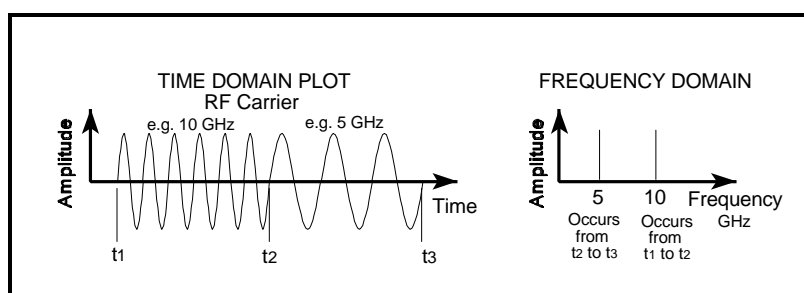 TIME DOMAIN PLOT
RF Carrier
e.g. 10 GHz
e.g. 5 GHz
Amplitude
Time
t1
t2
t3
FREQUENCY DOMAIN
Amplitude
5
10
Frequency
GHz
Occurs
from
t2 to t3
Occurs
from
t1 to t2